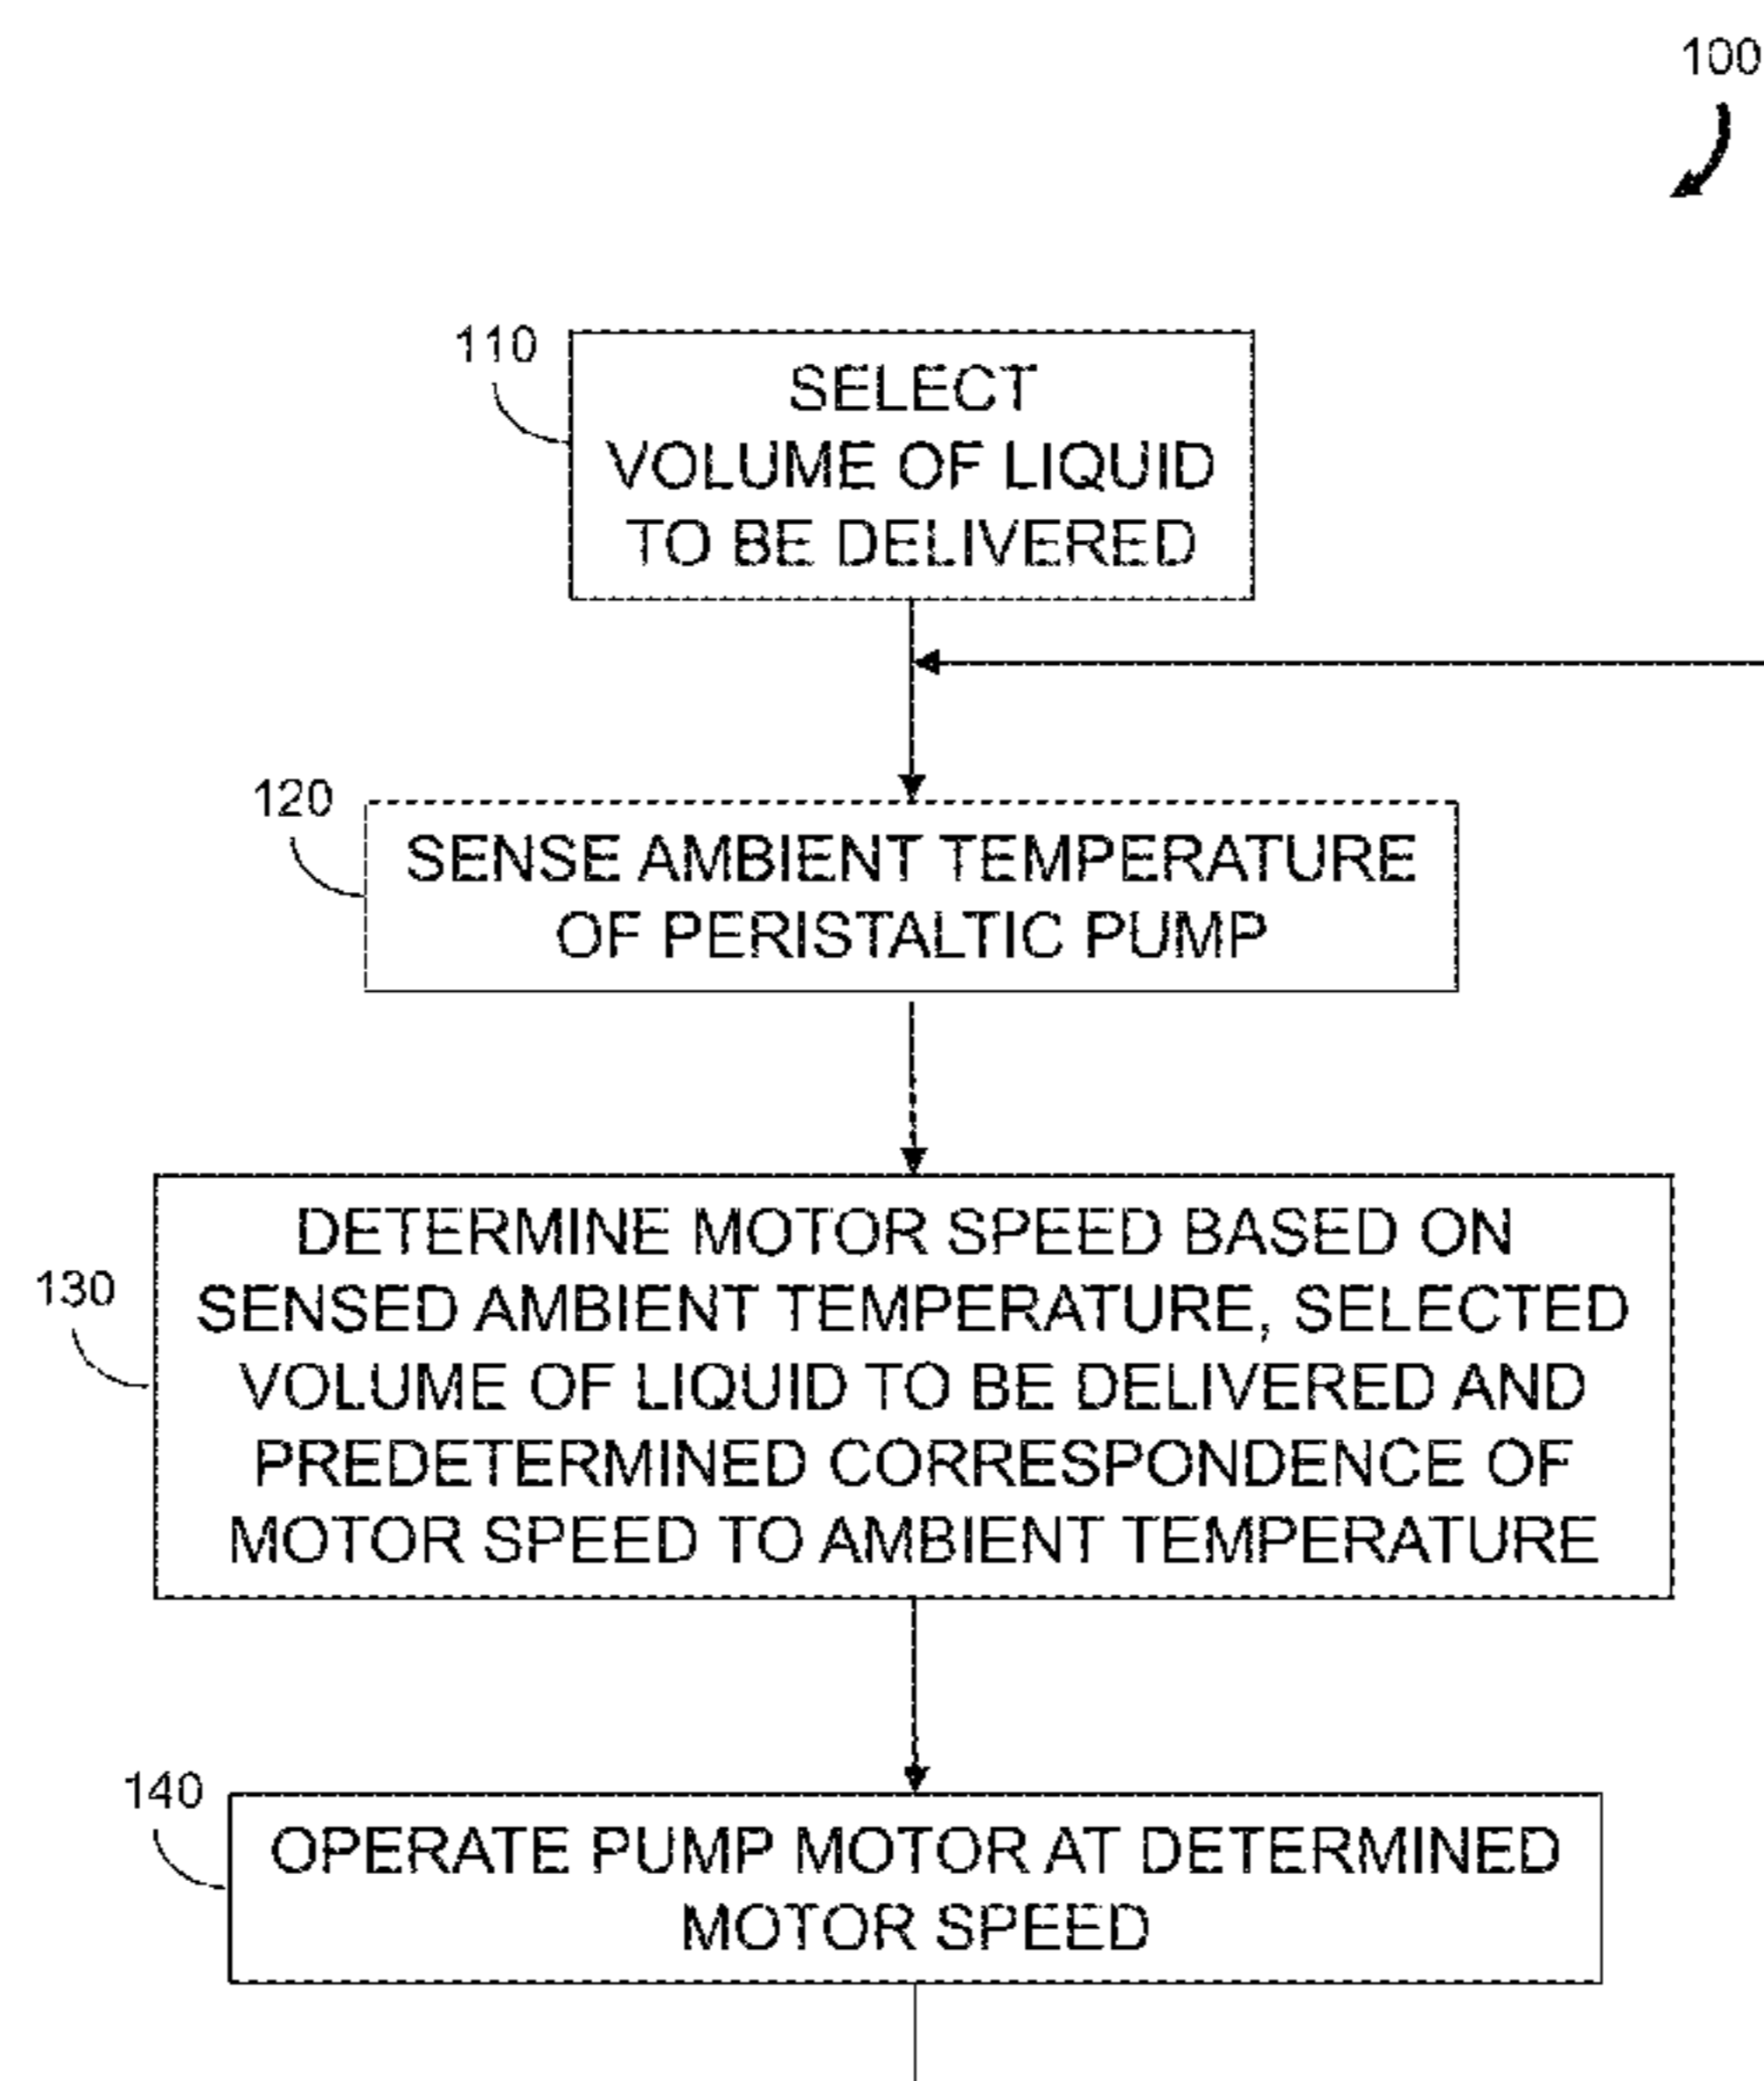 100
110
SELECT
VOLUME OF LIQUID
TO BE DELIVERED
120
SENSE AMBIENT TEMPERATURE
OF PERISTALTIC PUMP
130
DETERMINE MOTOR SPEED BASED ON
SENSED AMBIENT TEMPERATURE, SELECTED
VOLUME OF LIQUID TO BE DELIVERED AND
PREDETERMINED CORRESPONDENCE OF
MOTOR SPEED TO AMBIENT TEMPERATURE
140
OPERATE PUMP MOTOR AT DETERMINED
MOTOR SPEED